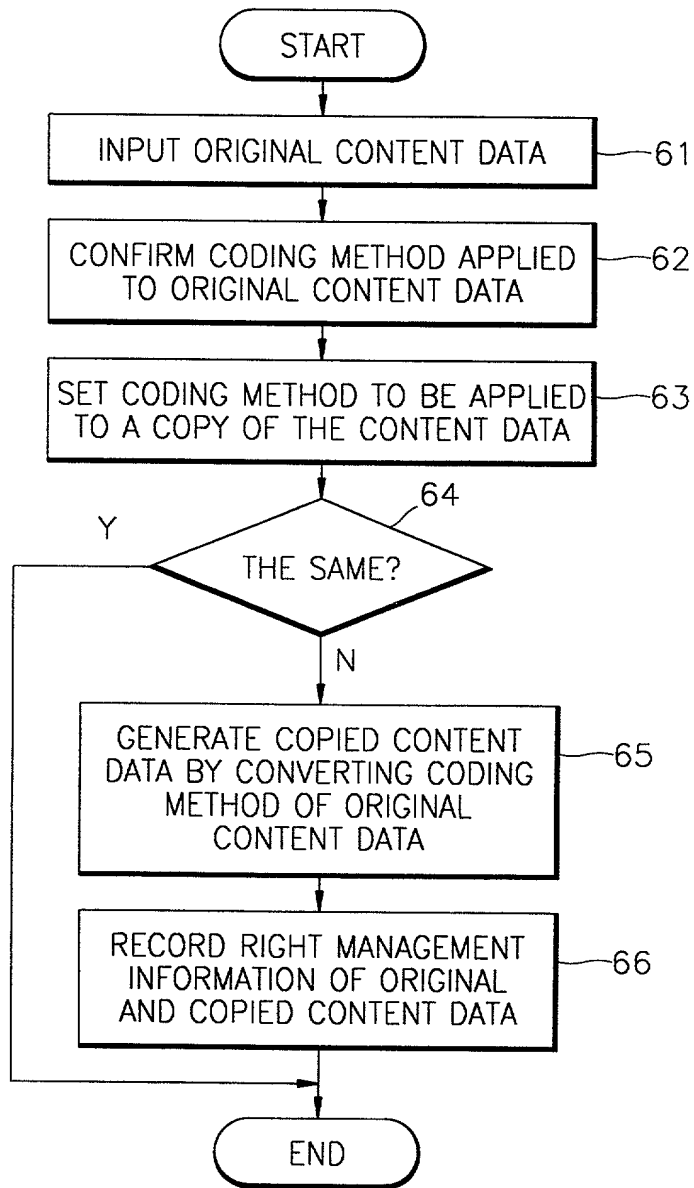 START
INPUT ORIGINAL CONTENT DATA
61
CONFIRM CODING METHOD APPLIED
TO ORIGINAL CONTENT DATA
62
SET CODING METHOD TO BE APPLIED
TO A COPY OF THE CONTENT DATA
63
64
Y
THE SAME?
N
GENERATE COPIED CONTENT
DATA BY CONVERTING CODING
METHOD OF ORIGINAL
CONTENT DATA
65
RECORD RIGHT MANAGEMENT
INFORMATION OF ORIGINAL
AND COPIED CONTENT DATA
66
END